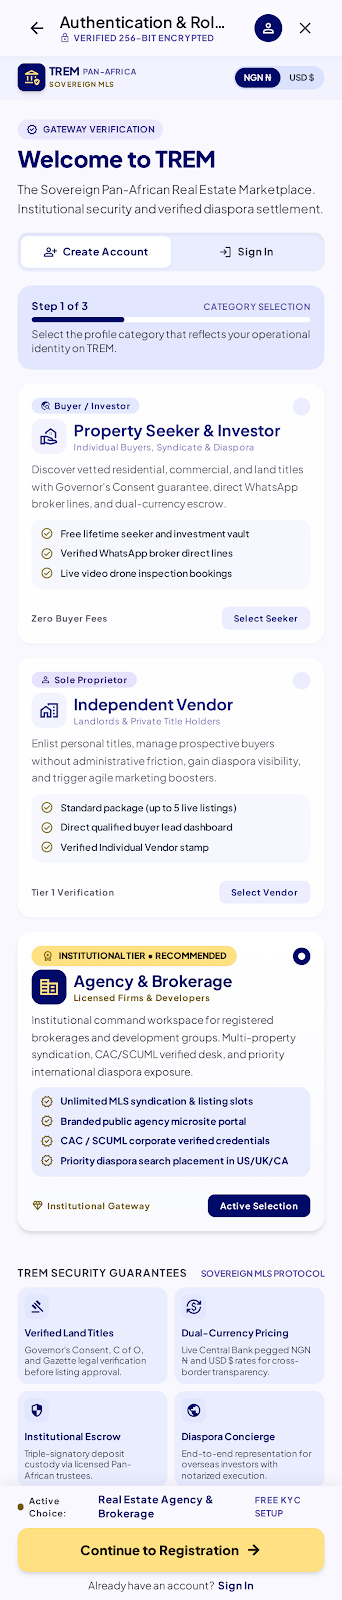 Authentication & Rol...
VERIFIED 256-BIT ENCRYPTED
TREM PAN-AFRICA
SOVEREIGN MLS
NGN ₦ USD $
GATEWAY VERIFICATION
Welcome to TREM
The Sovereign Pan-African Real Estate Marketplace.
Institutional security and verified diaspora settlement.
Create Account
Sign In
Step 1 of 3
CATEGORY SELECTION
Select the profile category that reflects your operational
identity on TREM.
Buyer / Investor
Property Seeker & Investor
Individual Buyers, Syndicate & Diaspora
Discover vetted residential, commercial, and land titles
with Governor's Consent guarantee, direct WhatsApp
broker lines, and dual-currency escrow.
Free lifetime seeker and investment vault
Verified WhatsApp broker direct lines
Live video drone inspection bookings
Zero Buyer Fees
Select Seeker
Sole Proprietor
Independent Vendor
Landlords & Private Title Holders
Enlist personal titles, manage prospective buyers
without administrative friction, gain diaspora visibility,
and trigger agile marketing boosters.
Standard package (up to 5 live listings)
Direct qualified buyer lead dashboard
Verified Individual Vendor stamp
Tier 1 Verification
Select Vendor
INSTITUTIONAL TIER • RECOMMENDED
Agency & Brokerage
Licensed Firms & Developers
Institutional command workspace for registered
brokerages and development groups. Multi-property
syndication, CAC/SCUML verified desk, and priority
international diaspora exposure.
Unlimited MLS syndication & listing slots
Branded public agency microsite portal
CAC / SCUML corporate verified credentials
Priority diaspora search placement in US/UK/CA
Institutional Gateway
Active Selection
TREM SECURITY GUARANTEES
SOVEREIGN MLS PROTOCOL
Verified Land Titles
Governor's Consent, C of O,
and Gazette legal verification
before listing approval.
Dual-Currency Pricing
Live Central Bank pegged NGN
₦ and USD $ rates for cross-
border transparency.
Institutional Escrow
Triple-signatory deposit
custody via licensed Pan-
African trustees.
Diaspora Concierge
End-to-end representation for
overseas investors with
notarized execution.
Active
Choice:
Real Estate Agency &
Brokerage
FREE KYC
SETUP
Continue to Registration
Already have an account? Sign In